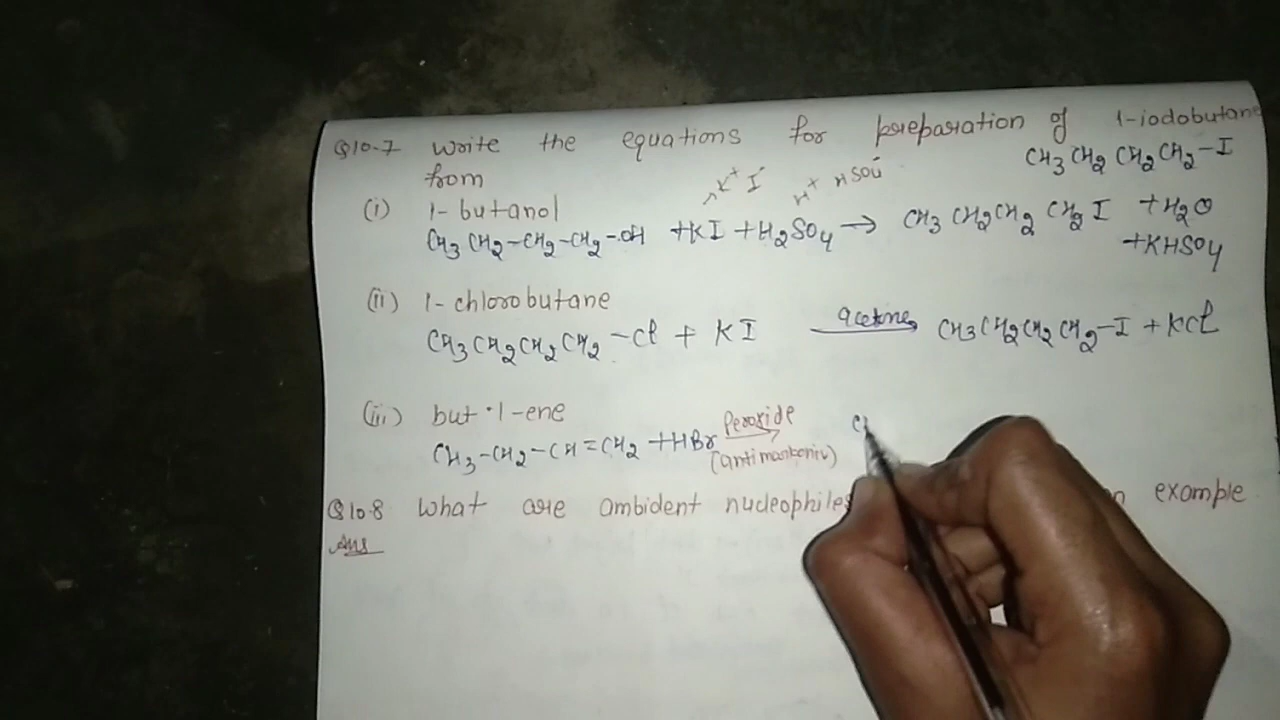 Q10.7 Write the equations for preparation of 1-iodobutane
from
CH3 CH2 CH2 CH2 - I
K+ I-
H+ HSO4-
(i) 1-butanol
CH3 CH2 - CH2 - CH2 - OH + KI + H2SO4 → CH3 CH2 CH2 CH2 I + H2O
+ KHSO4
(ii) 1-chlorobutane
CH3 CH2 CH2 CH2 - Cl + KI acetone CH3 CH2 CH2 CH2 - I + KCl
(iii) but-1-ene
Peroxide
CH3 - CH2 - CH = CH2 + HBr → C
(antimarkoniv)
Q10.8 What are ambident nucleophiles example
Ans